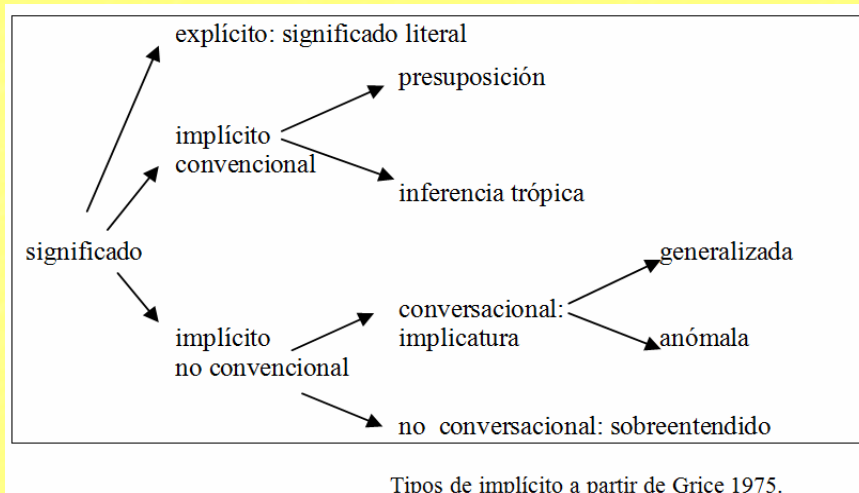 explícito: significado literal
presuposición
implícito
convencional
inferencia trópica
significado
generalizada
conversacional:
implicatura
implícito
no convencional
anómala
no conversacional: sobreentendido
Tipos de implícito a partir de Grice 1975.